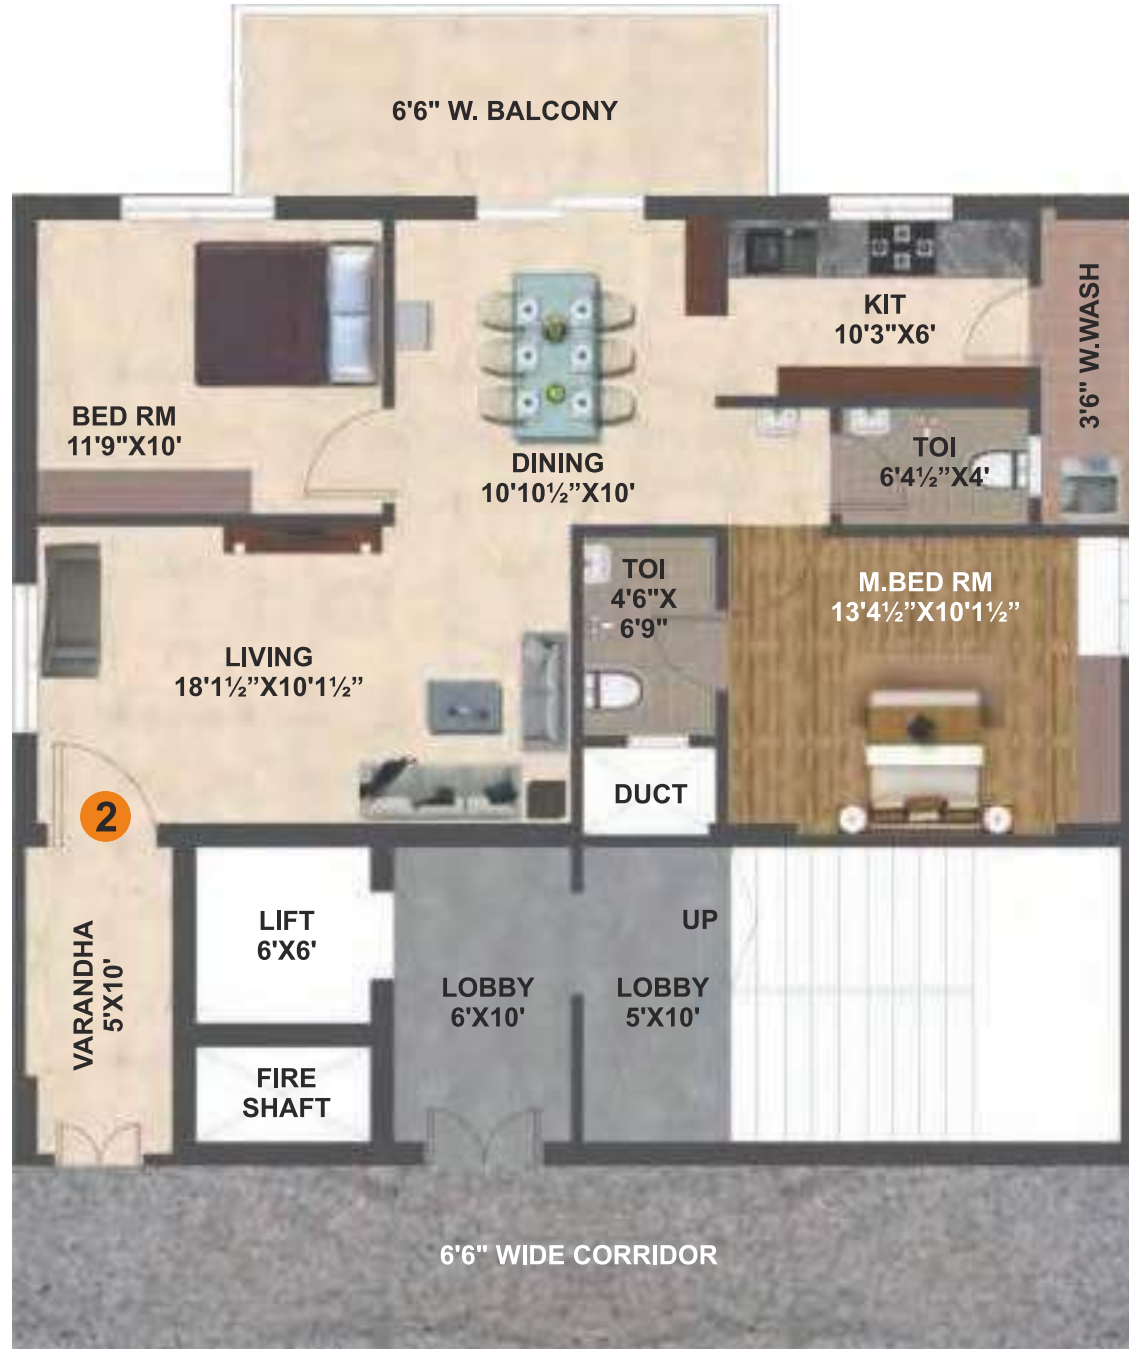 6'6" W. BALCONY
KIT
10'3"X6'
3'6" W.WASH
BED RM
11'9"X10'
DINING
10'10½”X10'
TOI
6'4½”X4'
TOI
4'6"X
6'9"
M.BED RM
13'4½”X10'1½”
LIVING
18'1½”X10'1½”
DUCT
2
VARANDHA
5'X10'
LIFT
6'X6'
UP
LOBBY
6'X10'
LOBBY
5'X10'
FIRE
SHAFT
6'6" WIDE CORRIDOR